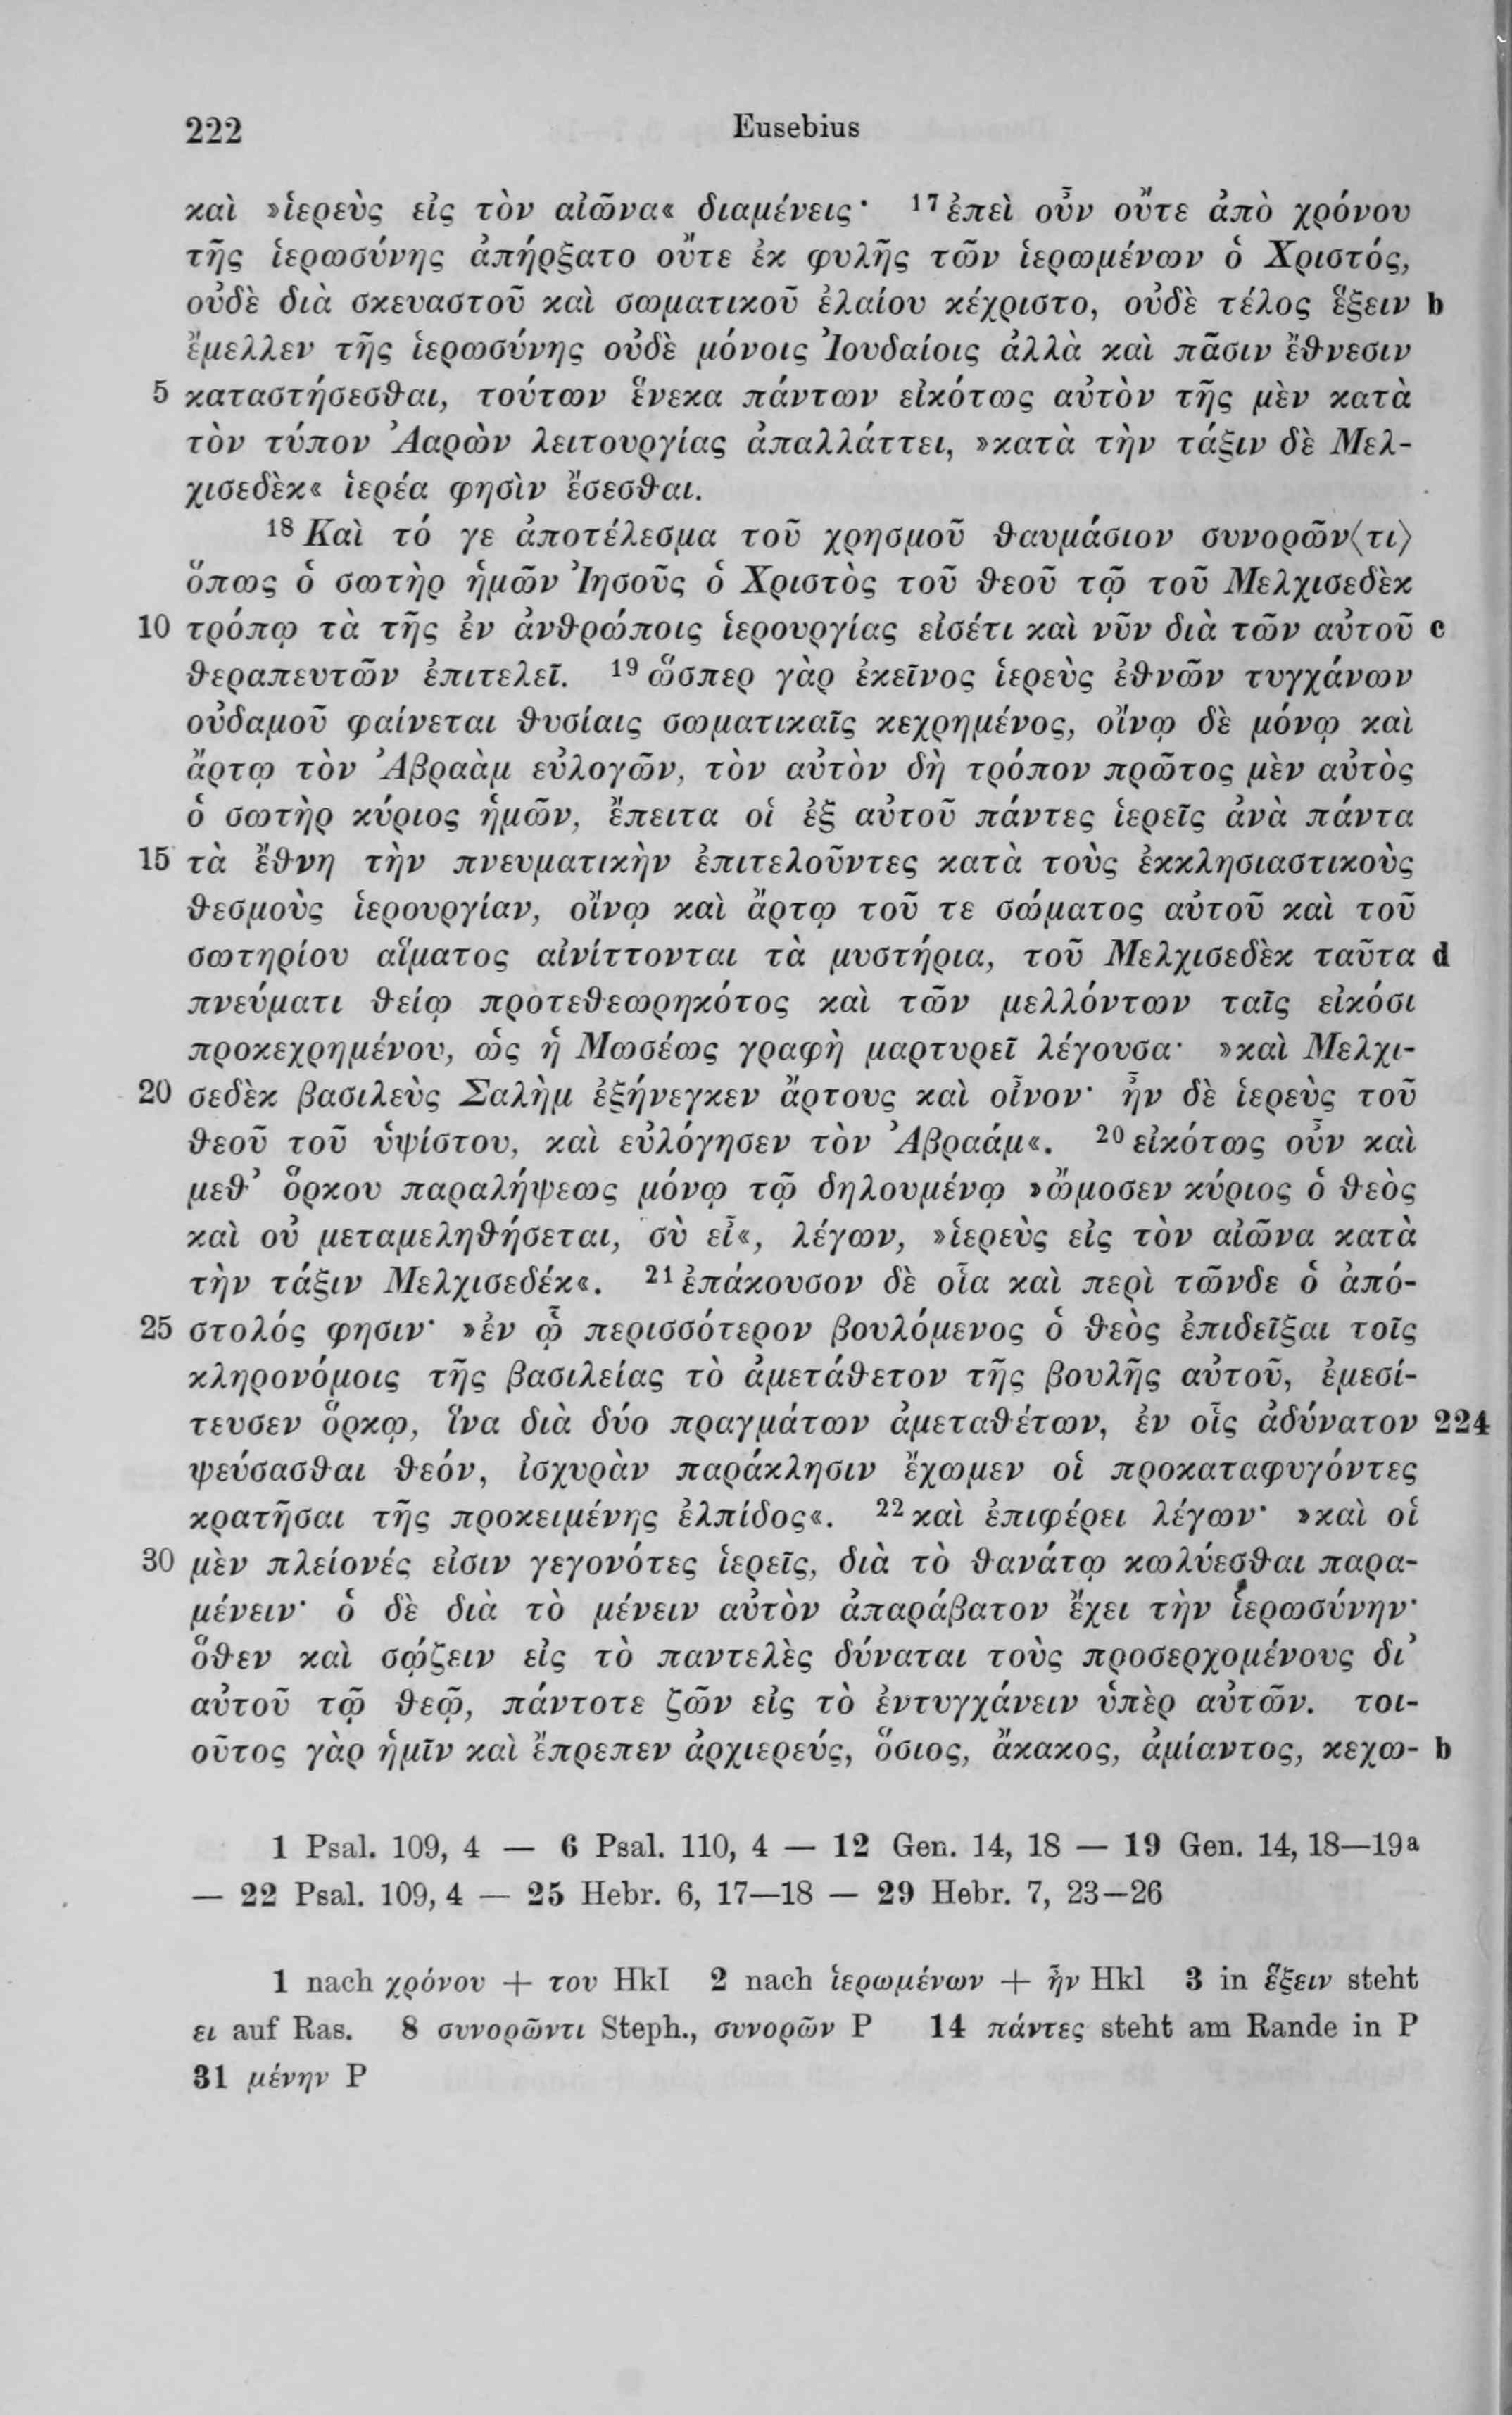 222 Eusebius
καὶ »ἱερεὺς εἰς τὸν αἰῶνα« διαμένεις· ¹⁷ ἐπεὶ οὖν οὔτε ἀπὸ χρόνου
τῆς ἱερωσύνης ἀπήρξατο οὔτε ἐκ φυλῆς τῶν ἱερωμένων ὁ Χριστός,
οὐδὲ διὰ σκευαστοῦ καὶ σωματικοῦ ἐλαίου κέχριστο, οὐδὲ τέλος ἕξειν b
ἔμελλεν τῆς ἱερωσύνης οὐδὲ μόνοις Ἰουδαίοις ἀλλὰ καὶ πᾶσιν ἔθνεσιν
5 καταστήσεσθαι, τούτων ἕνεκα πάντων εἰκότως αὐτὸν τῆς μὲν κατὰ
τὸν τύπον Ἀαρὼν λειτουργίας ἀπαλλάττει, »κατὰ τὴν τάξιν δὲ Μελ-
χισεδὲκ« ἱερέα φησὶν ἔσεσθαι.
¹⁸ Καὶ τό γε ἀποτέλεσμα τοῦ χρησμοῦ θαυμάσιον συνορῶν⟨τι⟩
ὅπως ὁ σωτὴρ ἡμῶν Ἰησοῦς ὁ Χριστὸς τοῦ θεοῦ τῷ τοῦ Μελχισεδὲκ
10 τρόπῳ τὰ τῆς ἐν ἀνθρώποις ἱερουργίας εἰσέτι καὶ νῦν διὰ τῶν αὐτοῦ c
θεραπευτῶν ἐπιτελεῖ. ¹⁹ ὥσπερ γὰρ ἐκεῖνος ἱερεὺς ἐθνῶν τυγχάνων
οὐδαμοῦ φαίνεται θυσίαις σωματικαῖς κεχρημένος, οἴνῳ δὲ μόνῳ καὶ
ἄρτῳ τὸν Ἀβραὰμ εὐλογῶν, τὸν αὐτὸν δὴ τρόπον πρῶτος μὲν αὐτὸς
ὁ σωτὴρ κύριος ἡμῶν, ἔπειτα οἱ ἐξ αὐτοῦ πάντες ἱερεῖς ἀνὰ πάντα
15 τὰ ἔθνη τὴν πνευματικὴν ἐπιτελοῦντες κατὰ τοὺς ἐκκλησιαστικοὺς
θεσμοὺς ἱερουργίαν, οἴνῳ καὶ ἄρτῳ τοῦ τε σώματος αὐτοῦ καὶ τοῦ
σωτηρίου αἵματος αἰνίττονται τὰ μυστήρια, τοῦ Μελχισεδὲκ ταῦτα d
πνεύματι θείῳ προτεθεωρηκότος καὶ τῶν μελλόντων ταῖς εἰκόσι
προκεχρημένου, ὡς ἡ Μωσέως γραφὴ μαρτυρεῖ λέγουσα· »καὶ Μελχι-
20 σεδὲκ βασιλεὺς Σαλὴμ ἐξήνεγκεν ἄρτους καὶ οἶνον· ἦν δὲ ἱερεὺς τοῦ
θεοῦ τοῦ ὑψίστου, καὶ εὐλόγησεν τὸν Ἀβραάμ«. ²⁰ εἰκότως οὖν καὶ
μεθ' ὅρκου παραλήψεως μόνῳ τῷ δηλουμένῳ »ὤμοσεν κύριος ὁ θεὸς
καὶ οὐ μεταμεληθήσεται, σὺ εἶ«, λέγων, »ἱερεὺς εἰς τὸν αἰῶνα κατὰ
τὴν τάξιν Μελχισεδέκ«. ²¹ ἐπάκουσον δὲ οἷα καὶ περὶ τῶνδε ὁ ἀπό-
25 στολός φησιν· »ἐν ᾧ περισσότερον βουλόμενος ὁ θεὸς ἐπιδεῖξαι τοῖς
κληρονόμοις τῆς βασιλείας τὸ ἀμετάθετον τῆς βουλῆς αὐτοῦ, ἐμεσί-
τευσεν ὅρκῳ, ἵνα διὰ δύο πραγμάτων ἀμεταθέτων, ἐν οἷς ἀδύνατον 224
ψεύσασθαι θεόν, ἰσχυρὰν παράκλησιν ἔχωμεν οἱ προκαταφυγόντες
κρατῆσαι τῆς προκειμένης ἐλπίδος«. ²² καὶ ἐπιφέρει λέγων· »καὶ οἱ
30 μὲν πλείονές εἰσιν γεγονότες ἱερεῖς, διὰ τὸ θανάτῳ κωλύεσθαι παρα-
μένειν· ὁ δὲ διὰ τὸ μένειν αὐτὸν ἀπαράβατον ἔχει τὴν ἱερωσύνην·
ὅθεν καὶ σῴζειν εἰς τὸ παντελὲς δύναται τοὺς προσερχομένους δι'
αὐτοῦ τῷ θεῷ, πάντοτε ζῶν εἰς τὸ ἐντυγχάνειν ὑπὲρ αὐτῶν. τοι-
οῦτος γὰρ ἡμῖν καὶ ἔπρεπεν ἀρχιερεύς, ὅσιος, ἄκακος, ἀμίαντος, κεχω- b
1 Psal. 109, 4 — 6 Psal. 110, 4 — 12 Gen. 14, 18 — 19 Gen. 14, 18—19a
— 22 Psal. 109, 4 — 25 Hebr. 6, 17—18 — 29 Hebr. 7, 23—26
1 nach χρόνου + του HkI 2 nach ἱερωμένων + ἦν Hkl 3 in ἕξειν steht
ει auf Ras. 8 συνορῶντι Steph., συνορῶν P 14 πάντες steht am Rande in P
31 μένην P